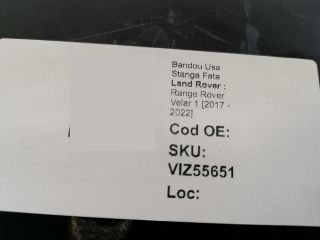 Bandou Usa
Stanga Fata
Land Rover :
Range Rover
Velar 1 [2017 -
2022]
Cod OE:
SKU:
VIZ55651
Loc: